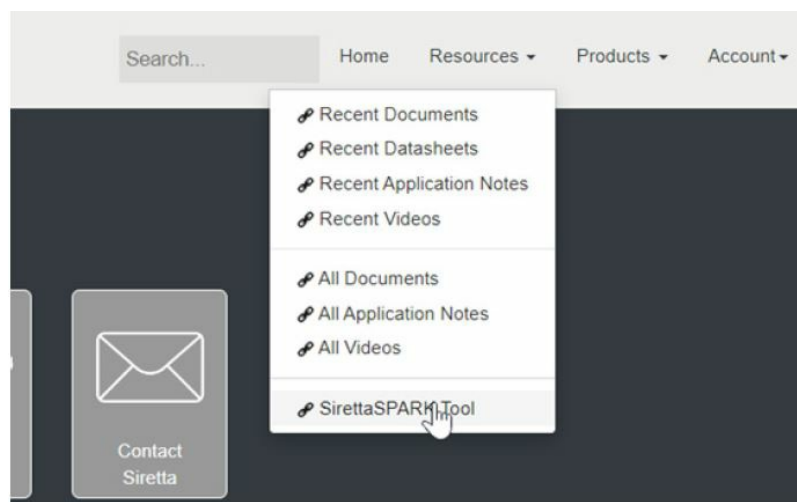 Search... Home Resources Products Account
Recent Documents
Recent Datasheets
Recent Application Notes
Recent Videos
All Documents
All Application Notes
All Videos
SirettaSPARK Tool
Contact
Siretta